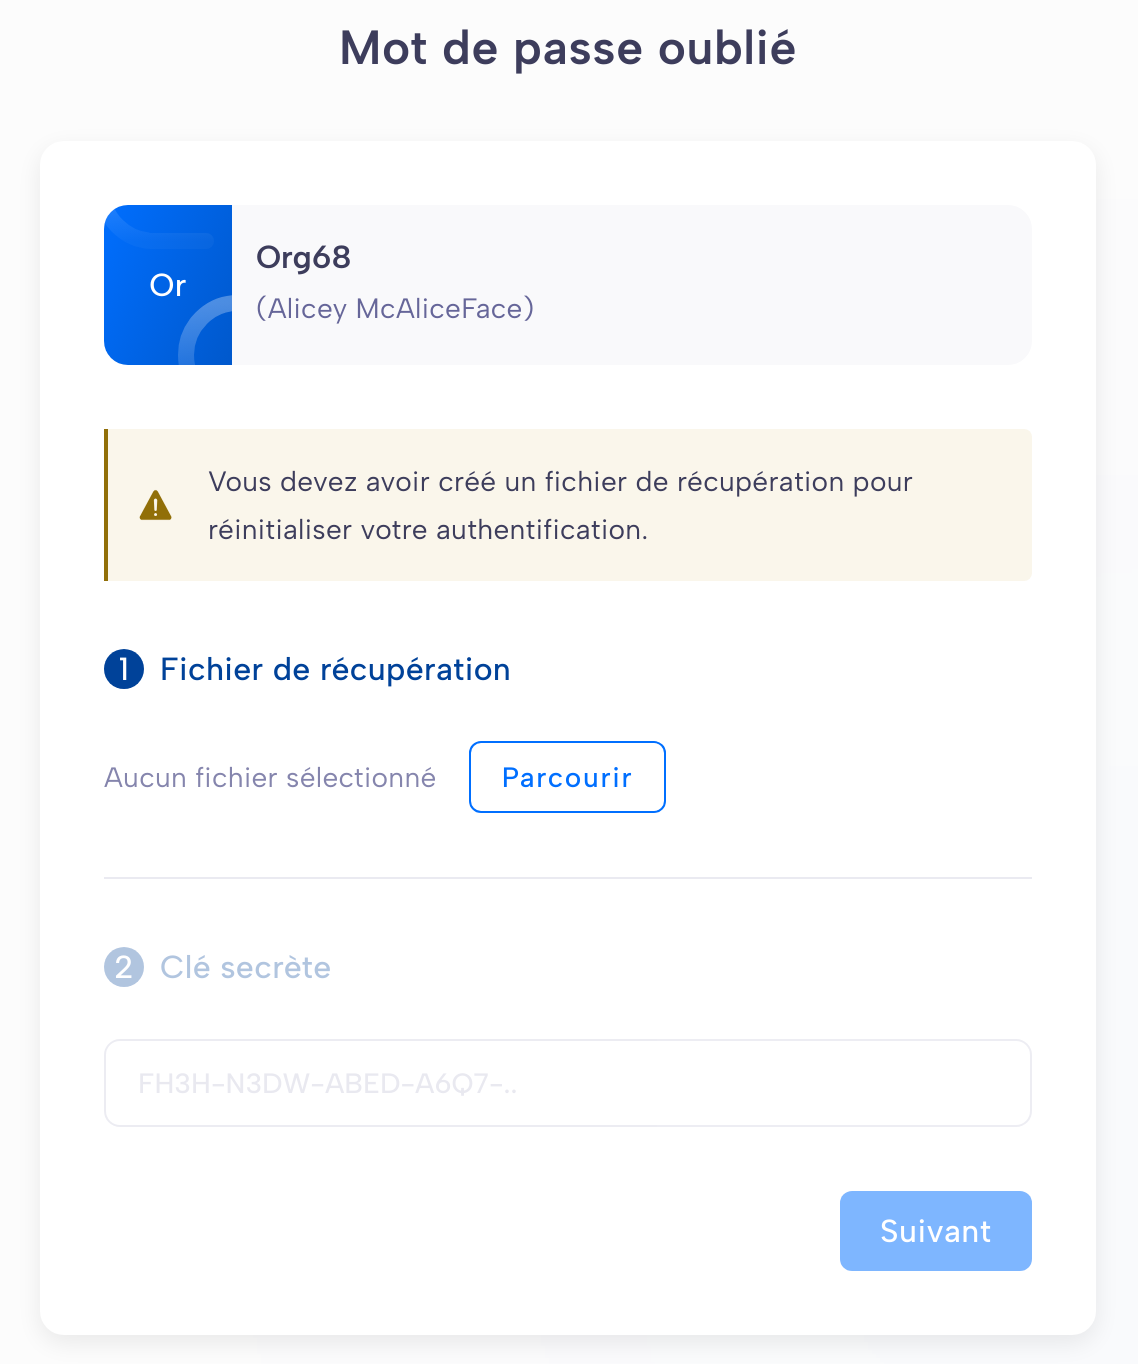 Mot de passe oublié
Or
Org68
(Alicey McAliceFace)
Vous devez avoir créé un fichier de récupération pour
réinitialiser votre authentification.
1 Fichier de récupération
Aucun fichier sélectionné Parcourir
2 Clé secrète
FH3H-N3DW-ABED-A6Q7-..
Suivant